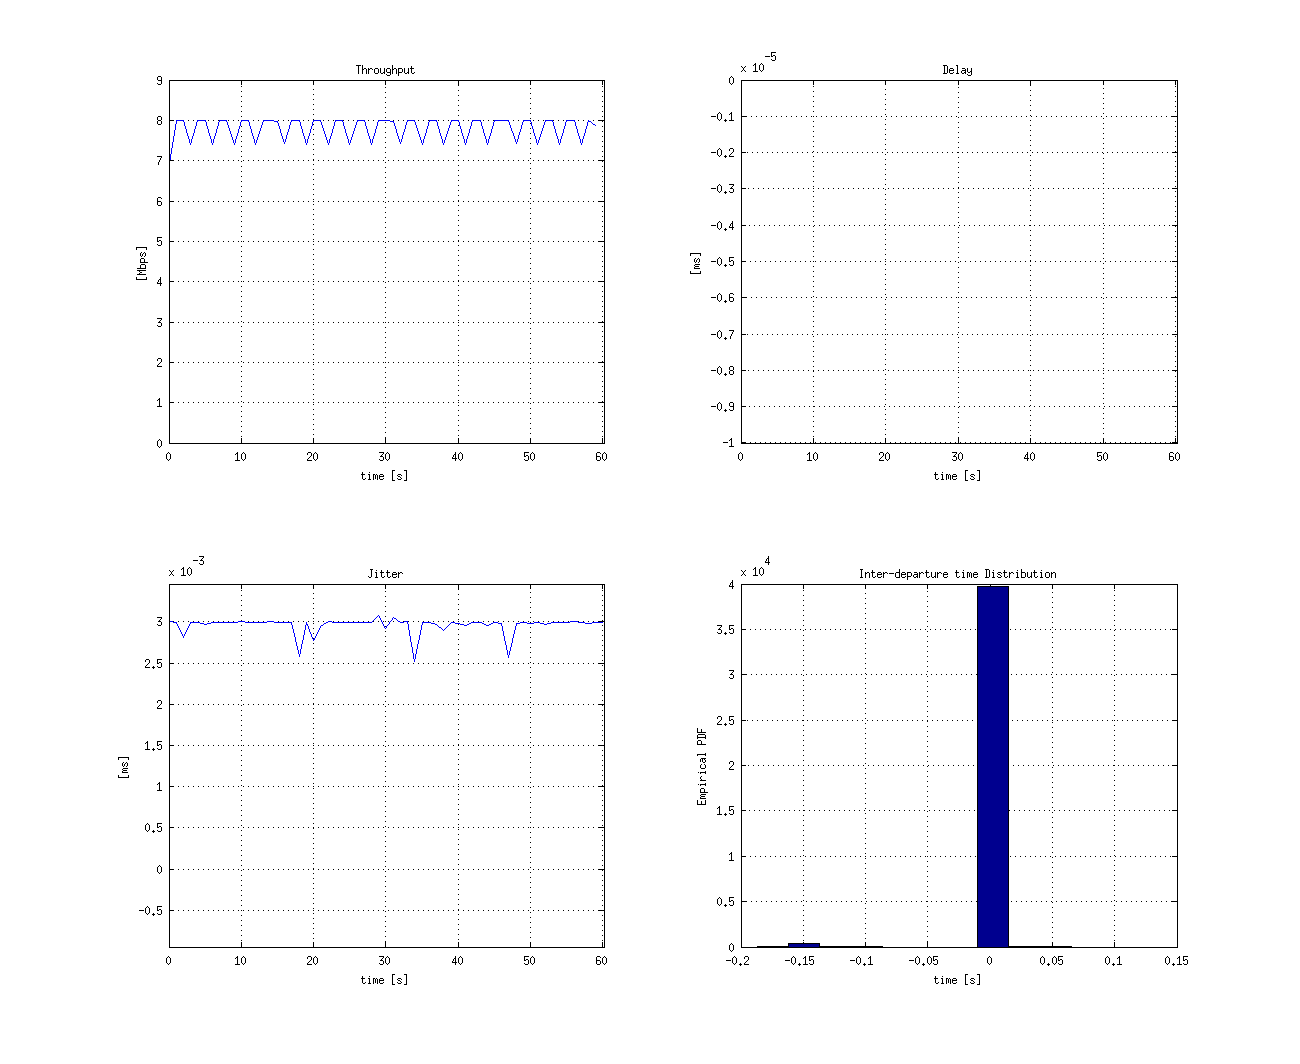 Throughput
9
8
7
6
5
4
3
2
1
0
[Mbps]
0 10 20 30 40 50 60
time [s]
x 10 -5
Delay
0
-0.1
-0.2
-0.3
-0.4
-0.5
-0.6
-0.7
-0.8
-0.9
-1
[ms]
0 10 20 30 40 50 60
time [s]
x 10 -3
Jitter
3
2.5
2
1.5
1
0.5
0
-0.5
[ms]
0 10 20 30 40 50 60
time [s]
x 10 4
Inter-departure time Distribution
4
3.5
3
2.5
2
1.5
1
0.5
0
Empirical PDF
-0.2 -0.15 -0.1 -0.05 0 0.05 0.1 0.15
time [s]